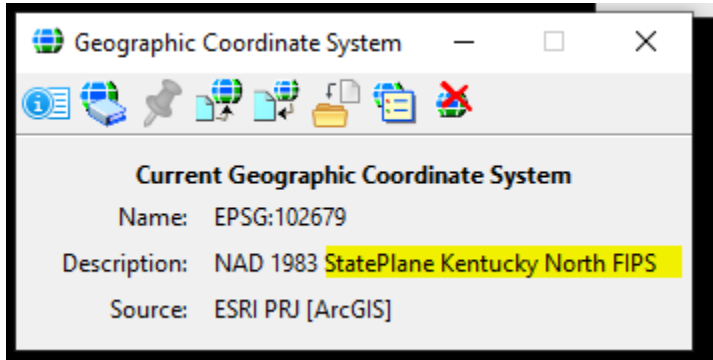 Geographic Coordinate System
Current Geographic Coordinate System
Name: EPSG:102679
Description: NAD 1983 StatePlane Kentucky North FIPS
Source: ESRI PRJ [ArcGIS]